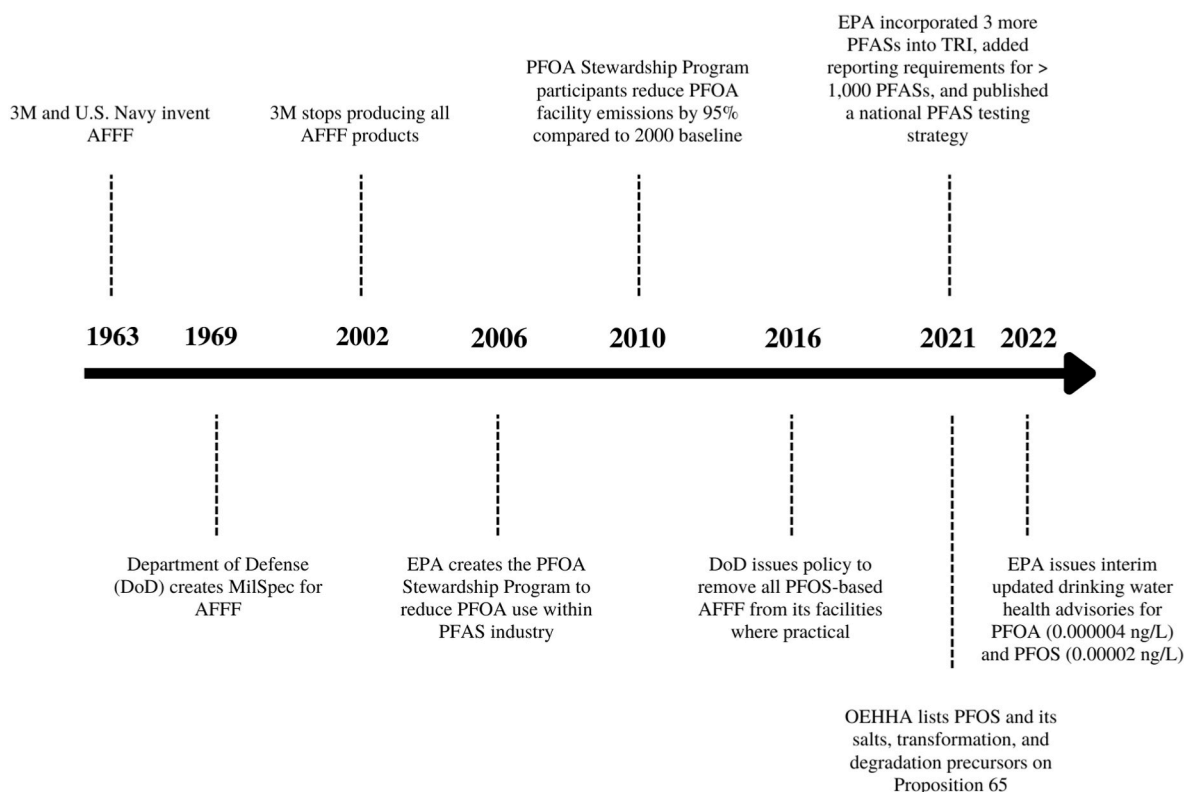 3M and U.S. Navy invent
AFFF
3M stops producing all
AFFF products
PFOA Stewardship Program
participants reduce PFOA
facility emissions by 95%
compared to 2000 baseline
EPA incorporated 3 more
PFASs into TRI, added
reporting requirements for >
1,000 PFASs, and published
a national PFAS testing
strategy
1963
1969
2002
2006
2010
2016
2021
2022
Department of Defense
(DoD) creates MilSpec for
AFFF
EPA creates the PFOA
Stewardship Program to
reduce PFOA use within
PFAS industry
DoD issues policy to
remove all PFOS-based
AFFF from its facilities
where practical
EPA issues interim
updated drinking water
health advisories for
PFOA (0.000004 ng/L)
and PFOS (0.00002 ng/L)
OEHHA lists PFOS and its
salts, transformation, and
degradation precursors on
Proposition 65